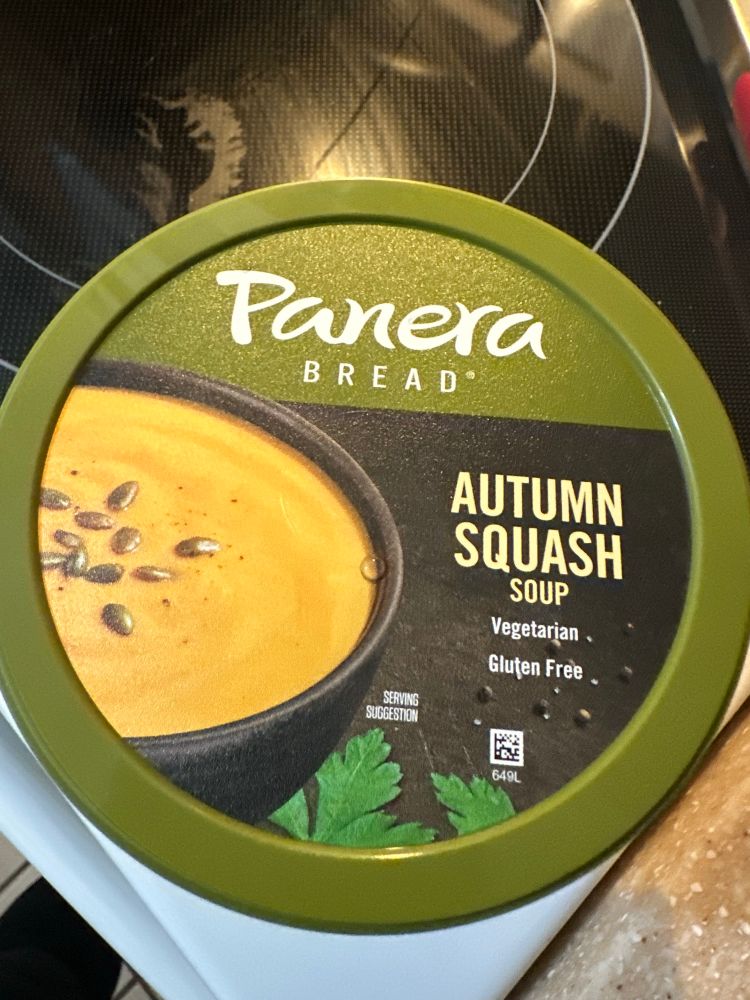 Panera
BREAD®
AUTUMN
SQUASH
SOUP
Vegetarian
Gluten Free
SERVING
SUGGESTION
649L